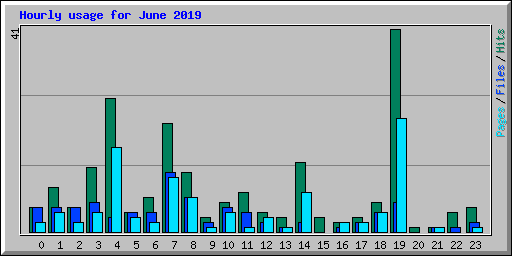 Hourly usage for June 2019
41
Pages/Files/Hits
0 1 2 3 4 5 6 7 8 9 10 11 12 13 14 15 16 17 18 19 20 21 22 23